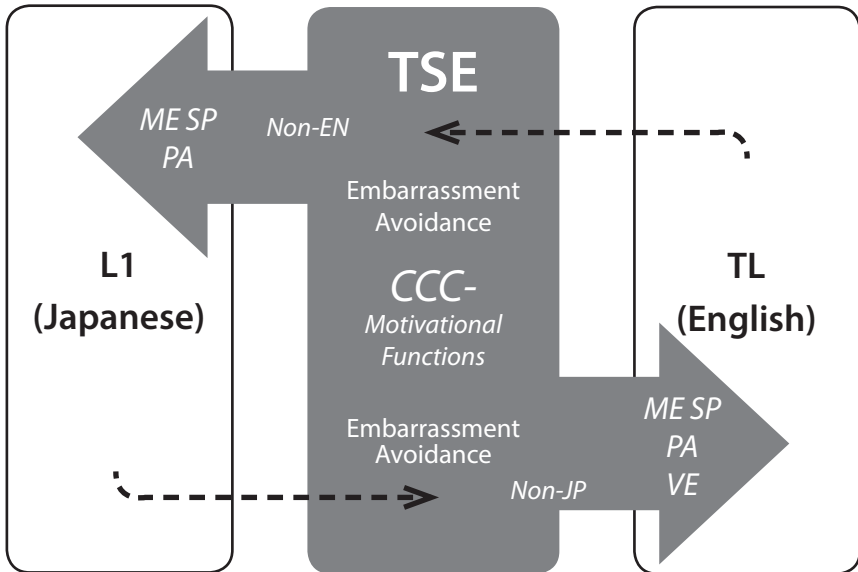 TSE
ME SP
PA
Non-EN
Embarrassment
Avoidance
L1
(Japanese)
CCC-
Motivational
Functions
TL
(English)
Embarrassment
Avoidance
Non-JP
ME SP
PA
VE